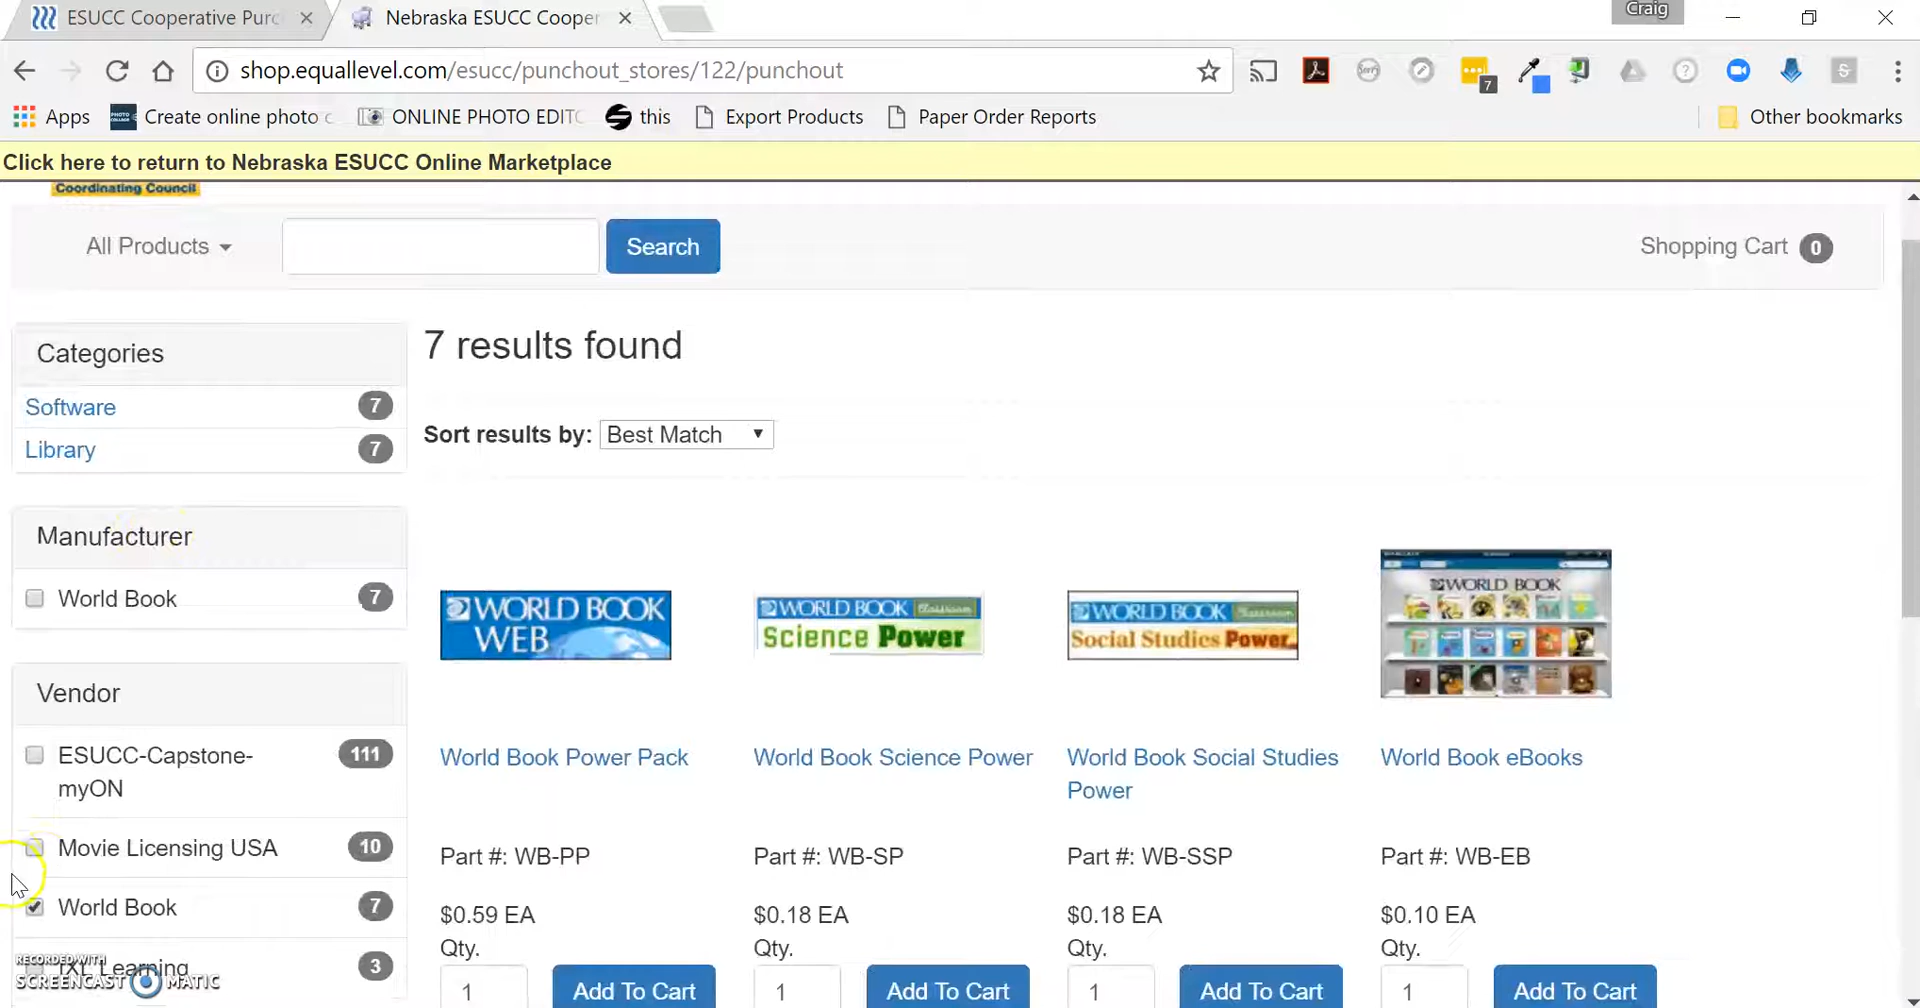 ESUCC Cooperative Purc
Nebraska ESUCC Cooper
Craig
shop.equallevel.com/esucc/punchout_stores/122/punchout
7
Apps
Create online photo c
ONLINE PHOTO EDITO
this
Export Products
Paper Order Reports
Other bookmarks
Click here to return to Nebraska ESUCC Online Marketplace
Coordinating Council
All Products
Search
Shopping Cart 0
Categories
Software 7
Library 7
Manufacturer
World Book 7
Vendor
ESUCC-Capstone-
myON 111
Movie Licensing USA 10
World Book 7
IXL Learning 3
RECORDED WITH
SCREENCAST MATIC
7 results found
Sort results by: Best Match
WORLD BOOK
WEB
WORLD BOOK Classroom
Science Power
WORLD BOOK Classroom
Social Studies Power
WORLD BOOK
World Book Power Pack
World Book Science Power
World Book Social Studies
Power
World Book eBooks
Part #: WB-PP
Part #: WB-SP
Part #: WB-SSP
Part #: WB-EB
$0.59 EA
$0.18 EA
$0.18 EA
$0.10 EA
Qty.
Qty.
Qty.
Qty.
1 Add To Cart
1 Add To Cart
1 Add To Cart
1 Add To Cart